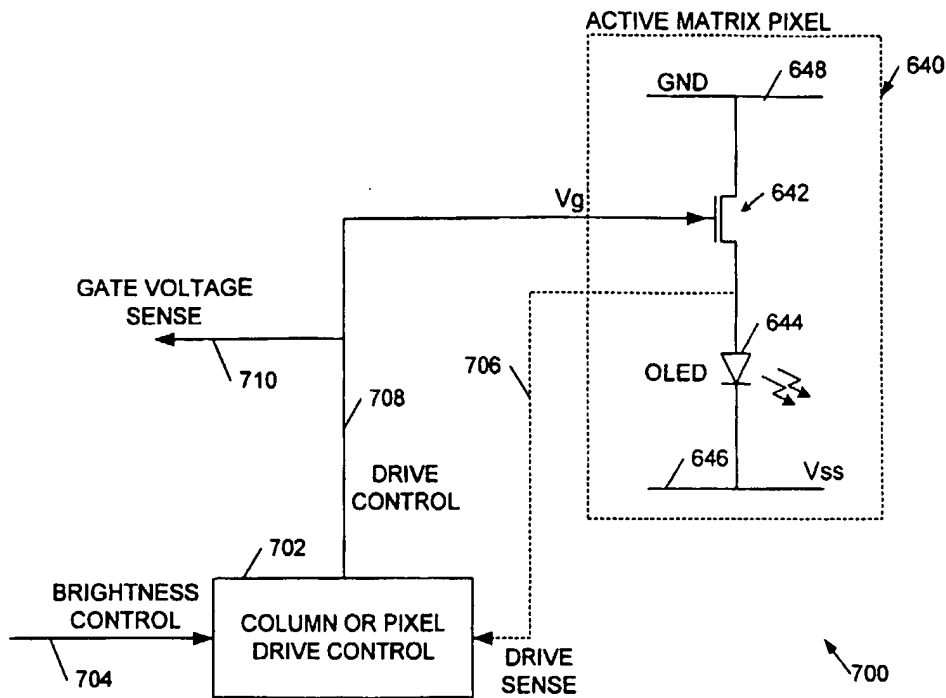 ACTIVE MATRIX PIXEL
648
640
GND
642
Vg
GATE VOLTAGE
SENSE
644
706
710
OLED
708
646
Vss
DRIVE
CONTROL
702
BRIGHTNESS
CONTROL
COLUMN OR PIXEL
DRIVE CONTROL
704
DRIVE
SENSE
700